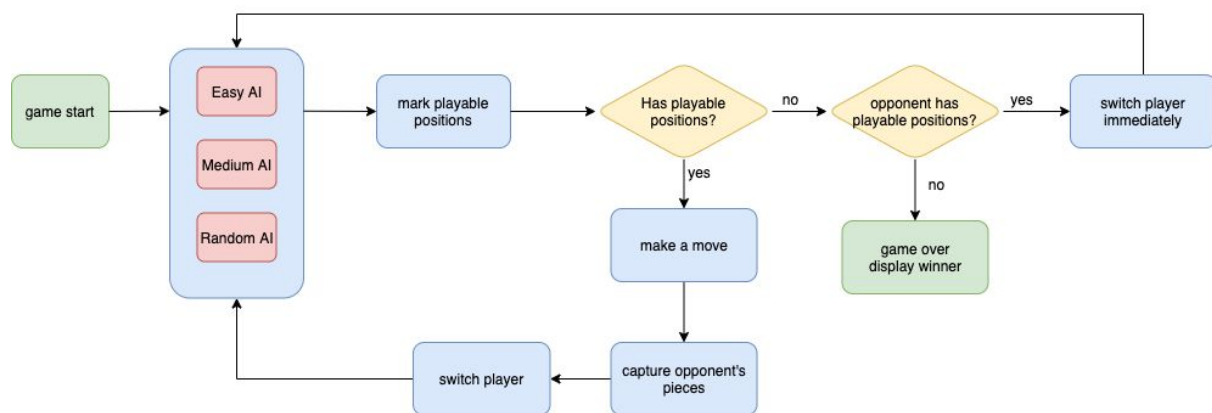 game start
Easy AI
Medium AI
Random AI
mark playable
positions
Has playable
positions?
no
opponent has
playable positions?
yes
switch player
immediately
yes
no
make a move
game over
display winner
switch player
capture opponent's
pieces